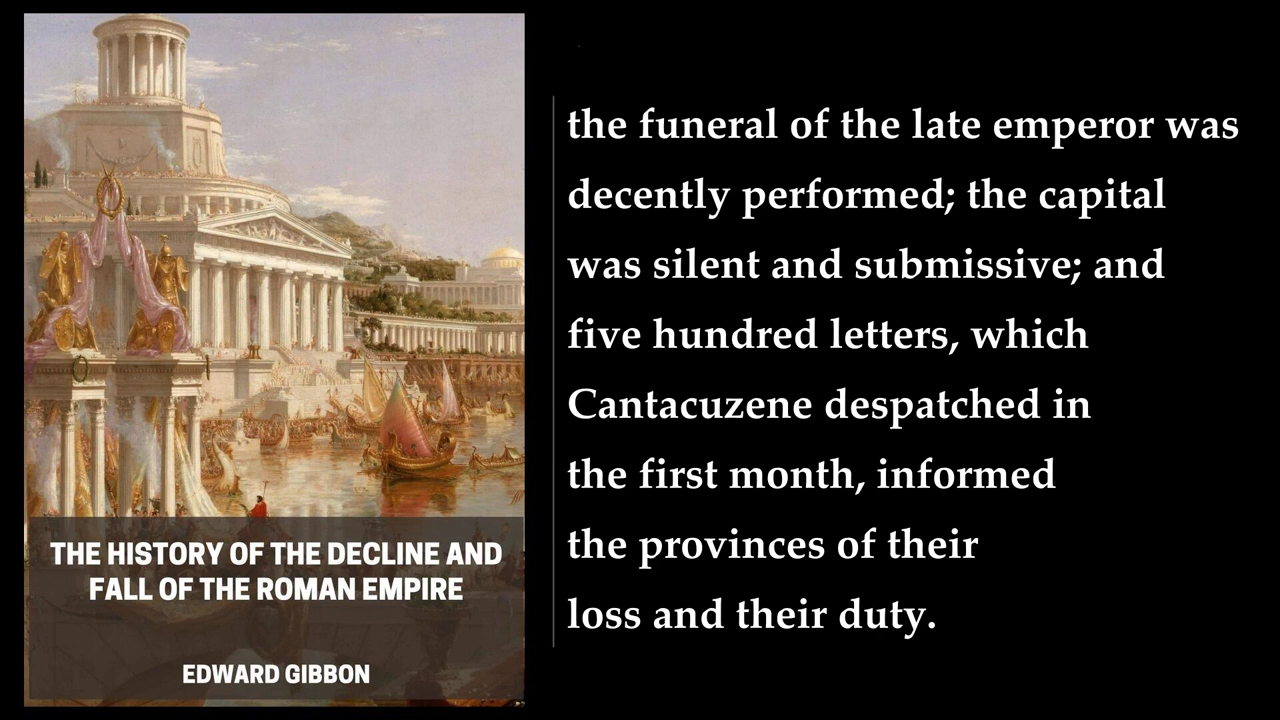 THE HISTORY OF THE DECLINE AND
FALL OF THE ROMAN EMPIRE
EDWARD GIBBON
the funeral of the late emperor was
decently performed; the capital
was silent and submissive; and
five hundred letters, which
Cantacuzene despatched in
the first month, informed
the provinces of their
loss and their duty.